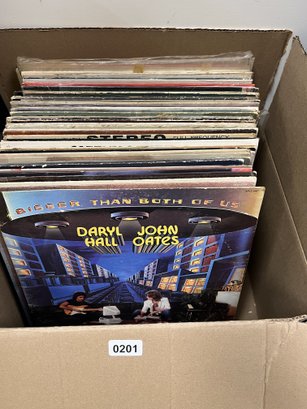 STEREO
BIGGER THAN BOTH OF US
DARYL JOHN
HALL OATES
0201